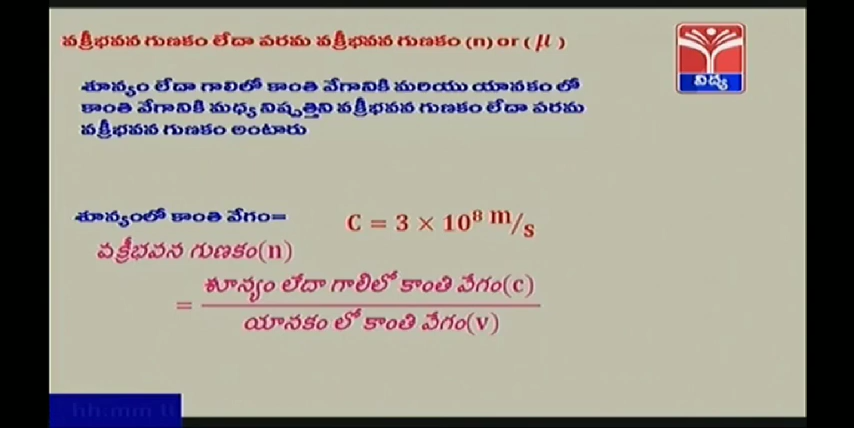 వక్రీభవన గుణకం లేదా పరమ వక్రీభవన గుణకం (n) or ( μ )
విద్య
శూన్యం లేదా గాలిలో కాంతి వేగానికి మరియు యానకం లో
కాంతి వేగానికి మధ్య నిష్పత్తిని వక్రీభవన గుణకం లేదా పరమ
వక్రీభవన గుణకం అంటారు
శూన్యంలో కాంతి వేగం= C = 3 × 10⁸ m/s
వక్రీభవన గుణకం(n)
= శూన్యం లేదా గాలిలో కాంతి వేగం(c)
యానకం లో కాంతి వేగం(v)